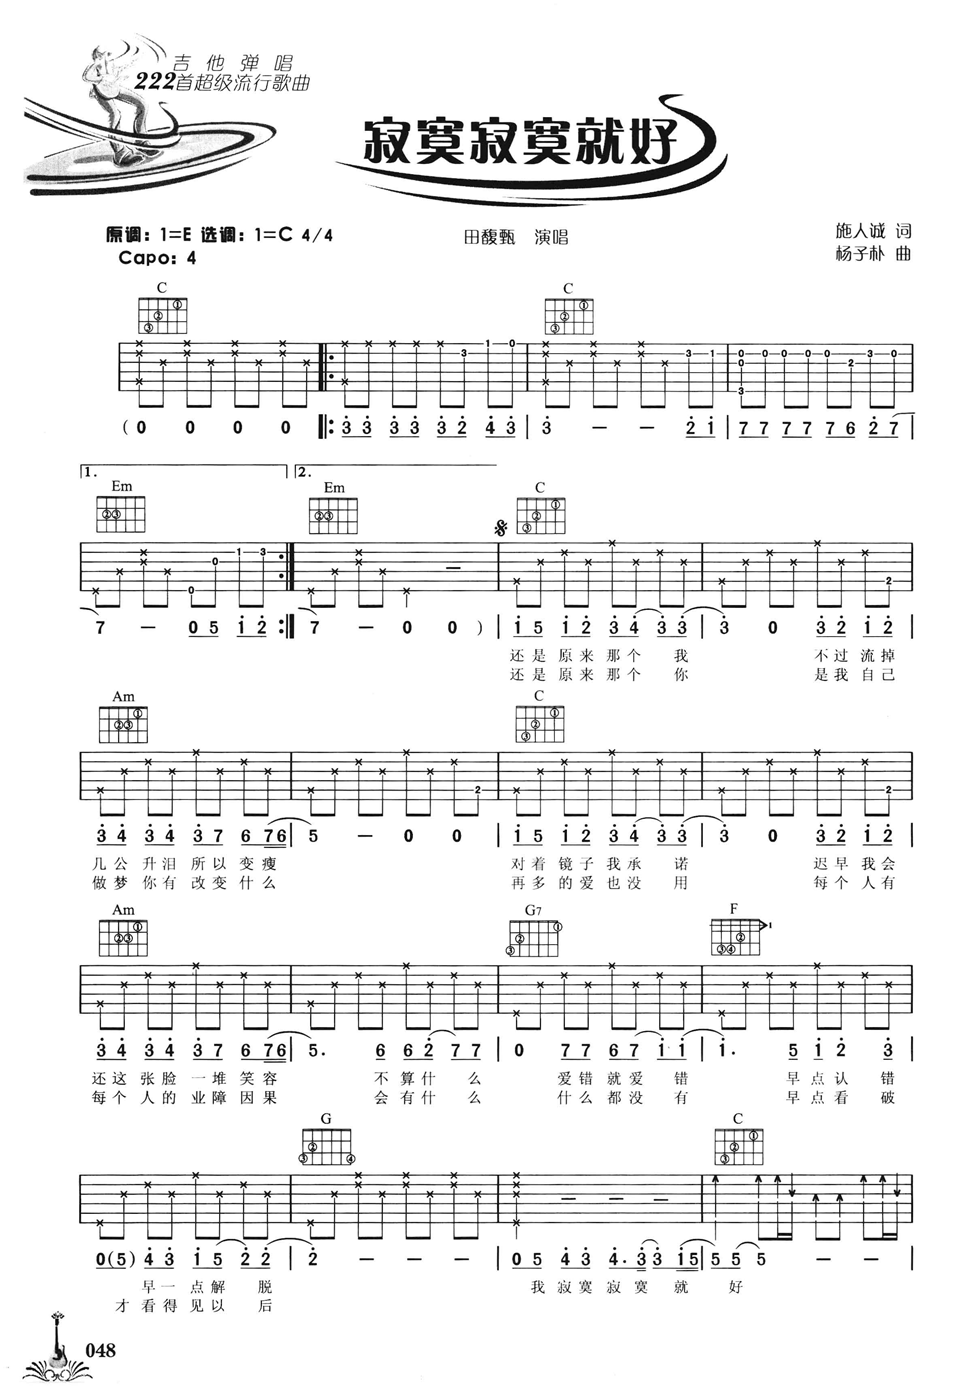 吉他弹唱
222首超级流行歌曲
寂寞寂寞就好
原调：1=E 选调：1=C 4/4
Capo：4
田馥甄 演唱
施人诚 词
杨子朴 曲
C C
( 0 0 0 0 3 3 3 3 3 2 4 3 3 - - 2 1 7 7 7 7 7 6 2 7
1. 2.
Em Em C
7 - 0 5 1 2 7 - 0 0 ) 1 5 1 2 3 4 3 3 3 0 3 2 1 2
还是原来那个我 不过流掉
还是原来那个你 是我自己
Am C
3 4 3 4 3 7 6 7 6 5 - 0 0 1 5 1 2 3 4 3 3 3 0 3 2 1 2
几公升泪所以变瘦 对着镜子我承诺 迟早我会
做梦你有改变什么 再多的爱也没用 每个人有
Am G7 F
3 4 3 4 3 7 6 7 6 5. 6 6 2 7 7 0 7 7 6 7 1 1 1. 5 1 2 3
还这张脸一堆笑容 不算什么 爱错就爱错 早点认错
每个人的业障因果 会有什么 什么都没有 早点看破
G C
0(5) 4 3 1 5 2 2 2 - - - 0 5 4 3 4. 3 3 1 5 5 5 5 - -
早一点解脱 我寂寞寂寞就好
才看得见以后
048